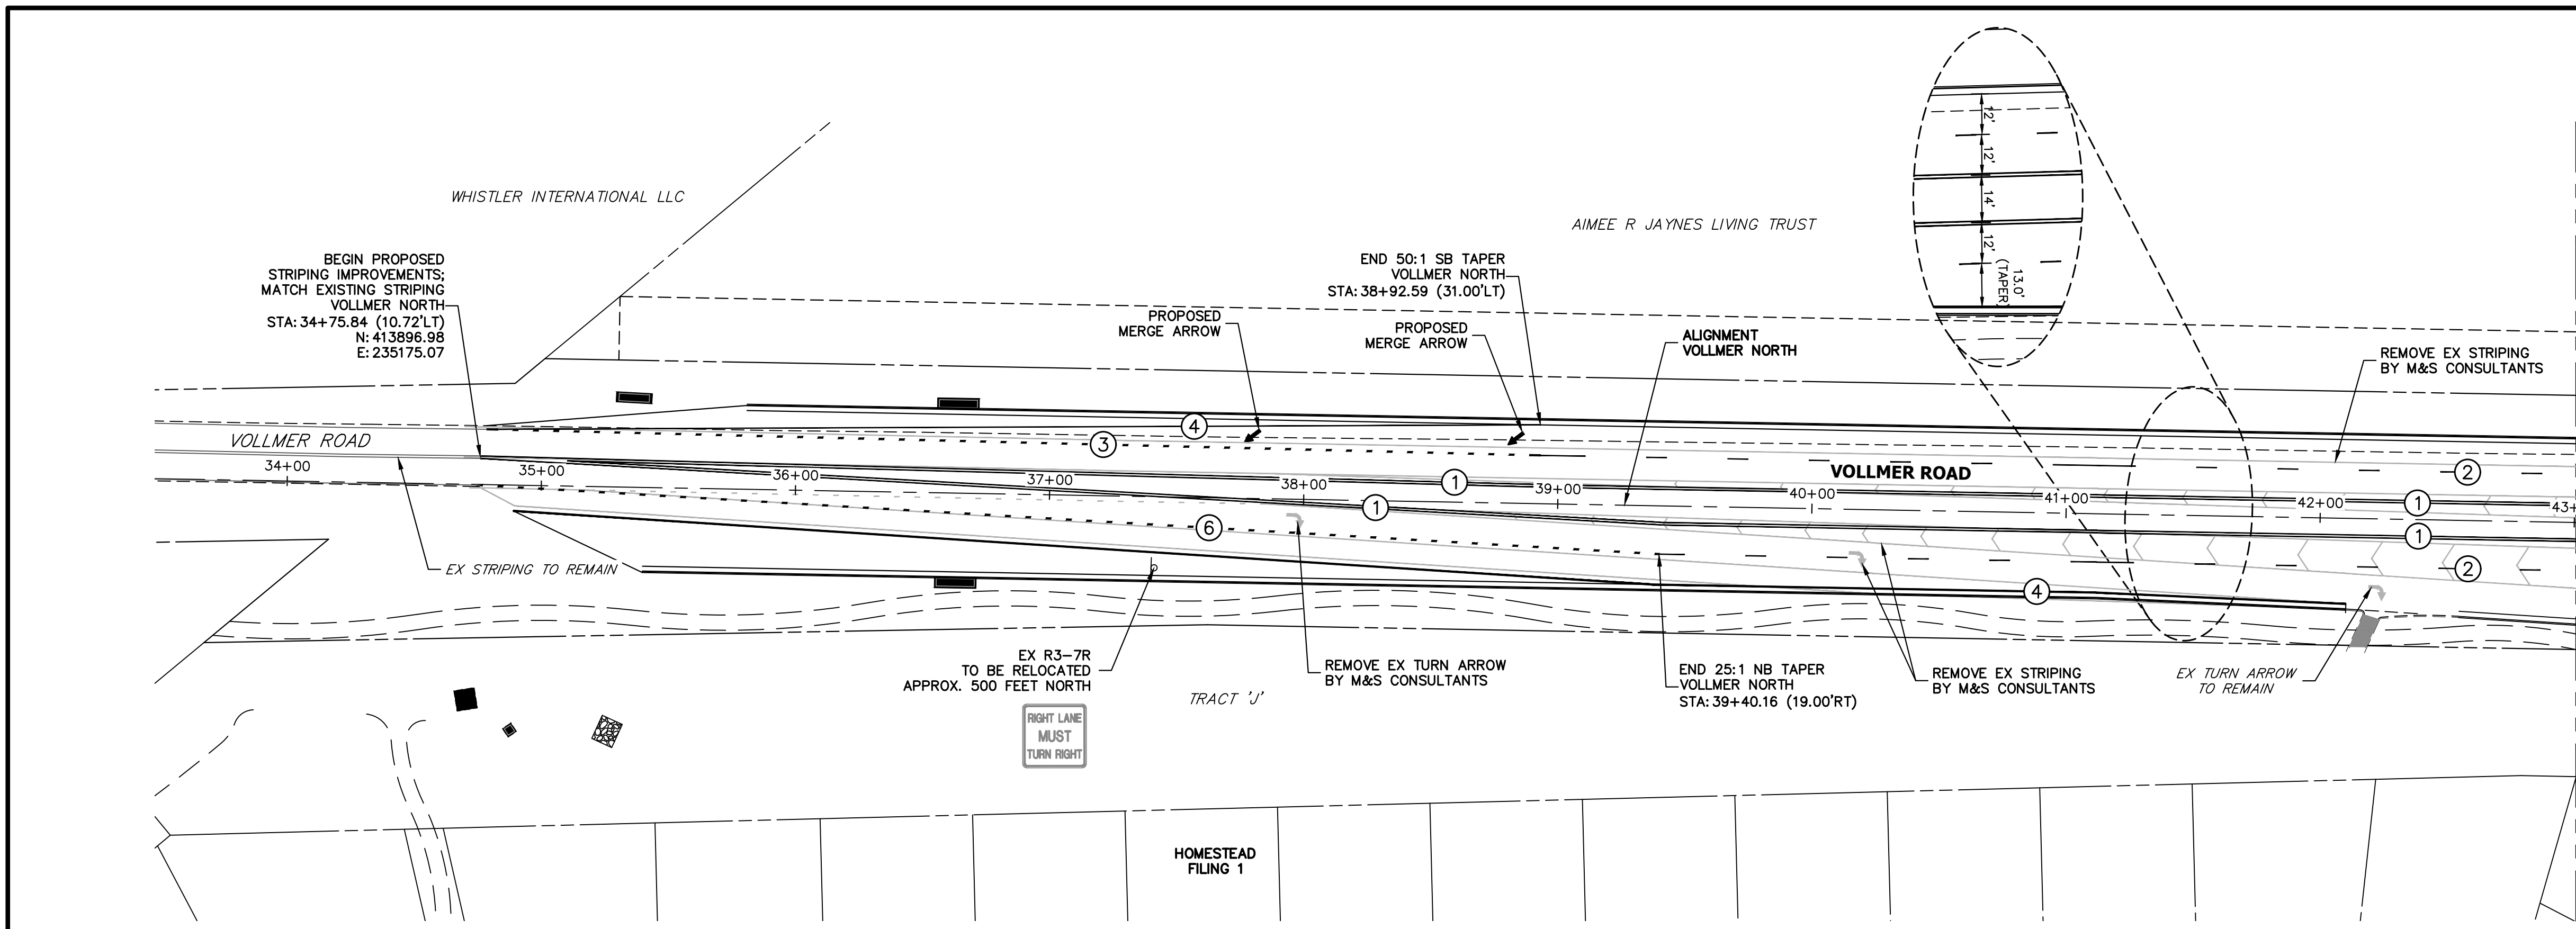 WHISTLER INTERNATIONAL LLC
AIMEE R JAYNES LIVING TRUST
12'
12'
14'
12'
13.0'
(TAPER)
BEGIN PROPOSED
STRIPING IMPROVEMENTS;
MATCH EXISTING STRIPING
VOLLMER NORTH
STA: 34+75.84 (10.72'LT)
N: 413896.98
E: 235175.07
END 50:1 SB TAPER
VOLLMER NORTH
STA: 38+92.59 (31.00'LT)
PROPOSED
MERGE ARROW
PROPOSED
MERGE ARROW
ALIGNMENT
VOLLMER NORTH
REMOVE EX STRIPING
BY M&S CONSULTANTS
VOLLMER ROAD
VOLLMER ROAD
4
3
1
2
1
1
6
1
2
4
34+00
35+00
36+00
37+00
38+00
39+00
40+00
41+00
42+00
43+
EX STRIPING TO REMAIN
EX R3-7R
TO BE RELOCATED
APPROX. 500 FEET NORTH
RIGHT LANE
MUST
TURN RIGHT
REMOVE EX TURN ARROW
BY M&S CONSULTANTS
TRACT 'J'
END 25:1 NB TAPER
VOLLMER NORTH
STA: 39+40.16 (19.00'RT)
REMOVE EX STRIPING
BY M&S CONSULTANTS
EX TURN ARROW
TO REMAIN
HOMESTEAD
FILING 1